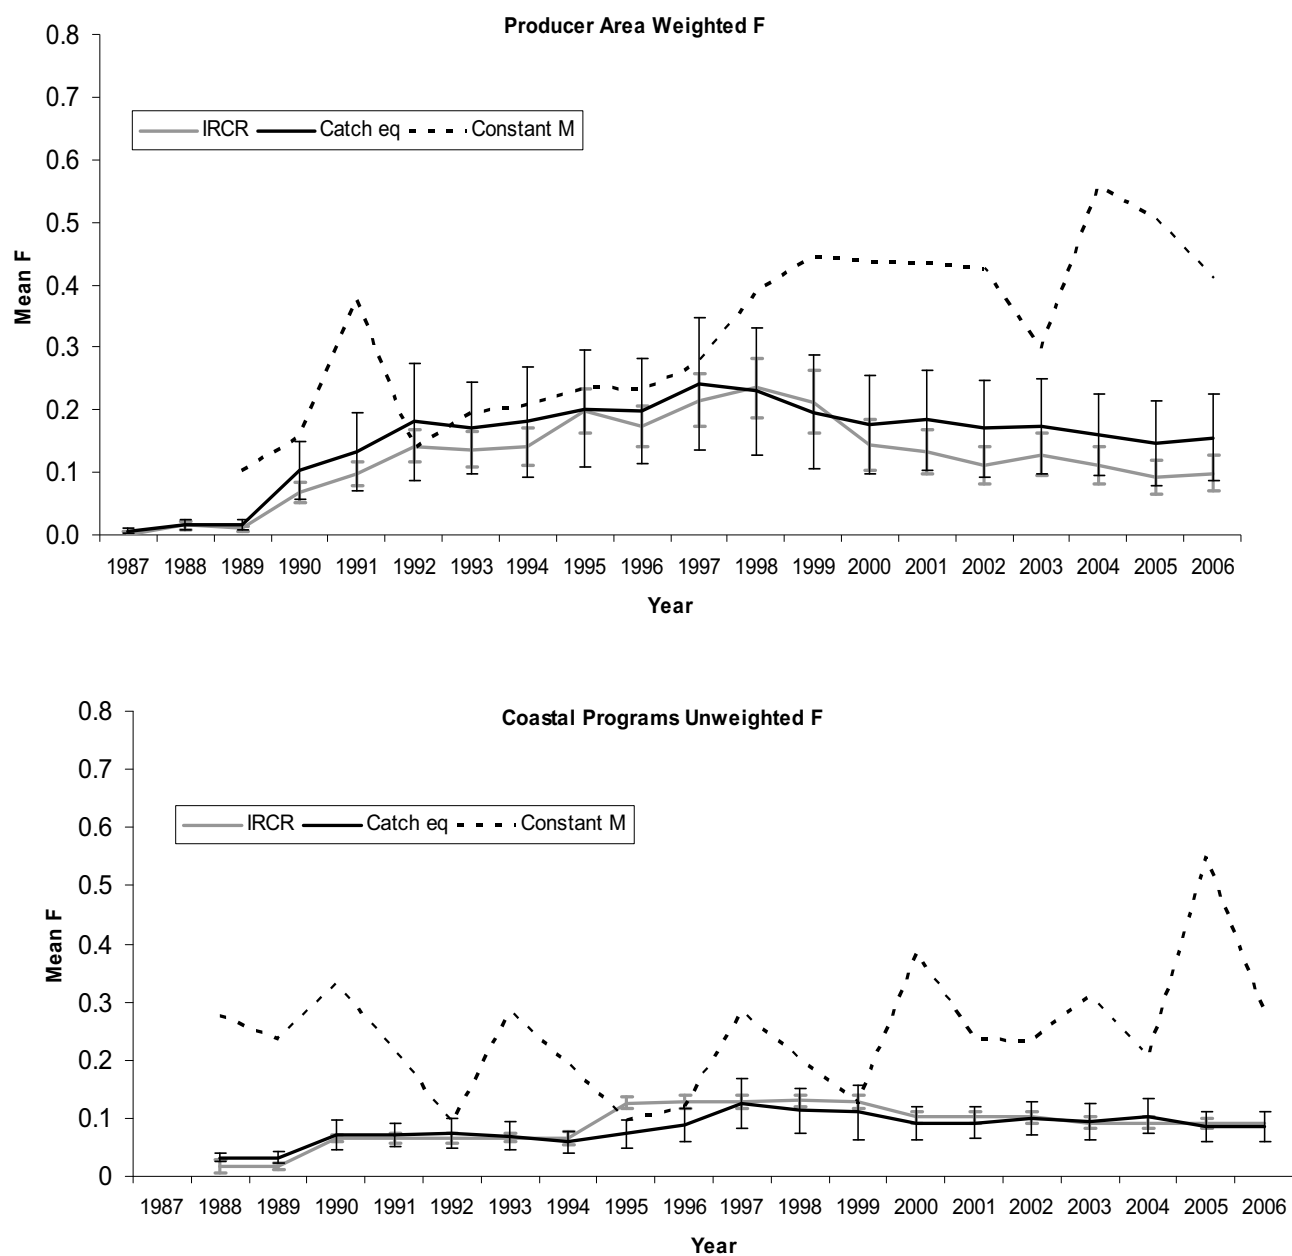 Producer Area Weighted F
0.8
0.7
IRCR Catch eq Constant M
0.6
0.5
0.4
0.3
0.2
0.1
0.0
Mean F
1987 1988 1989 1990 1991 1992 1993 1994 1995 1996 1997 1998 1999 2000 2001 2002 2003 2004 2005 2006
Year
Coastal Programs Unweighted F
0.8
0.7
IRCR Catch eq Constant M
0.6
0.5
0.4
0.3
0.2
0.1
0
Mean F
1987 1988 1989 1990 1991 1992 1993 1994 1995 1996 1997 1998 1999 2000 2001 2002 2003 2004 2005 2006
Year